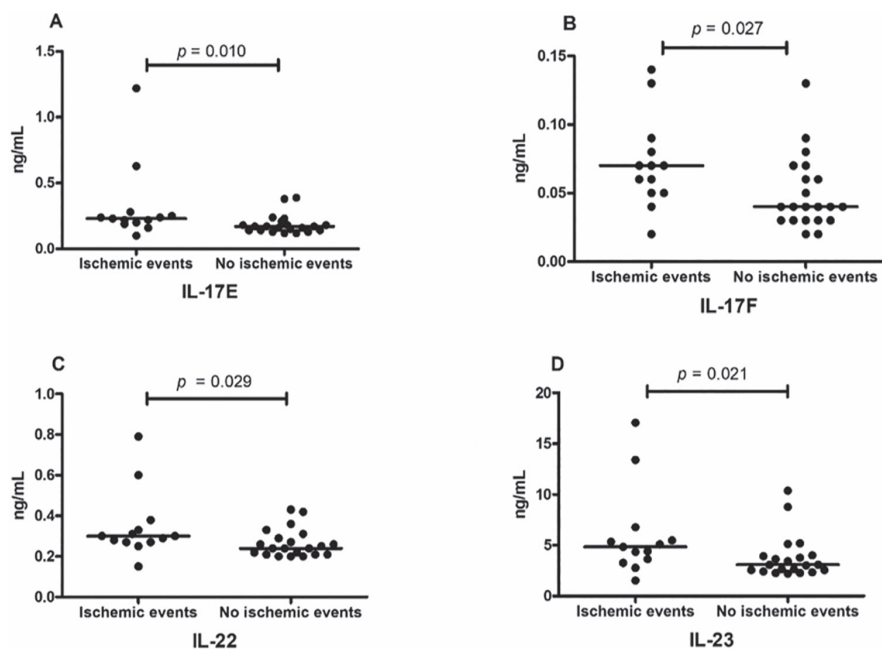 A
p = 0.010
1.5
1.0
0.5
0.0
ng/mL
Ischemic events
No ischemic events
IL-17E
B
p = 0.027
0.15
0.10
0.05
0.00
ng/mL
Ischemic events
No ischemic events
IL-17F
C
p = 0.029
1.0
0.8
0.6
0.4
0.2
0.0
ng/mL
Ischemic events
No ischemic events
IL-22
D
p = 0.021
20
15
10
5
0
ng/mL
Ischemic events
No ischemic events
IL-23